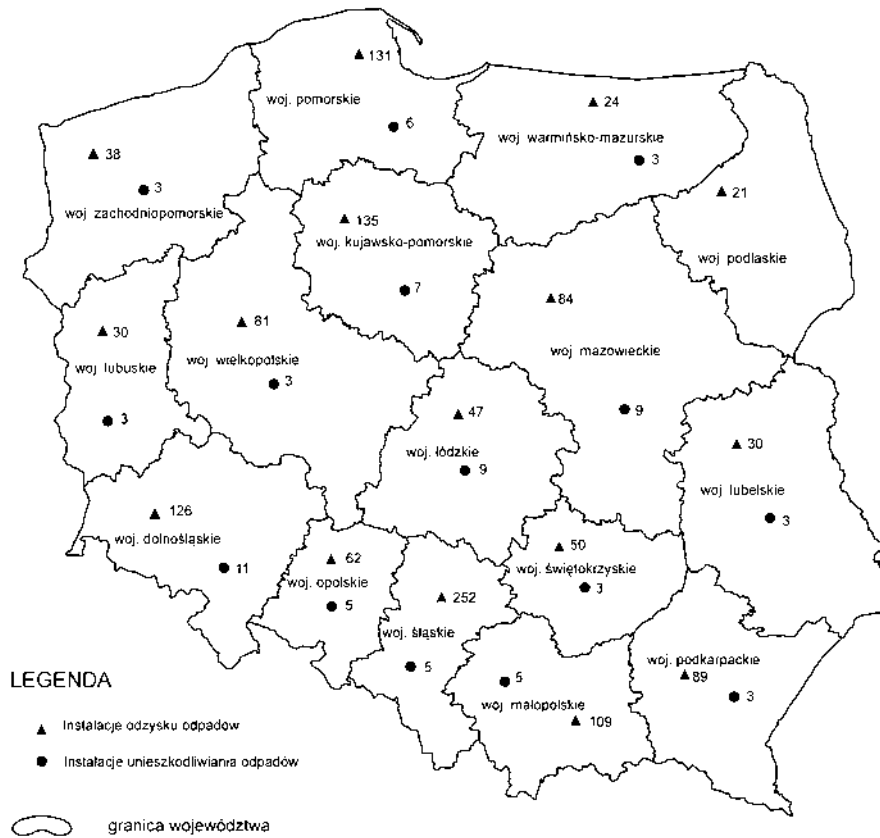 131
woj. pomorskie
6
24
woj warmińsko-mazurskie
3
38
3
woj zachodniopomorskie
21
woj podlaskie
135
woj. kujawsko-pomorskie
7
84
woj mazowieckie
9
30
woj lubuskie
3
81
woj wielkopolskie
3
47
woj. łódzkie
9
30
woj lubelskie
3
126
woj. dolnośląskie
11
62
woj. opolskie
5
50
woj. świętokrzyskie
3
252
woj. śląskie
5
5
woj małopolskie
109
woj. podkarpackie
89
3
LEGENDA
Instalacje odzysku odpadów
Instalacje unieszkodliwiania odpadów
granica województwa